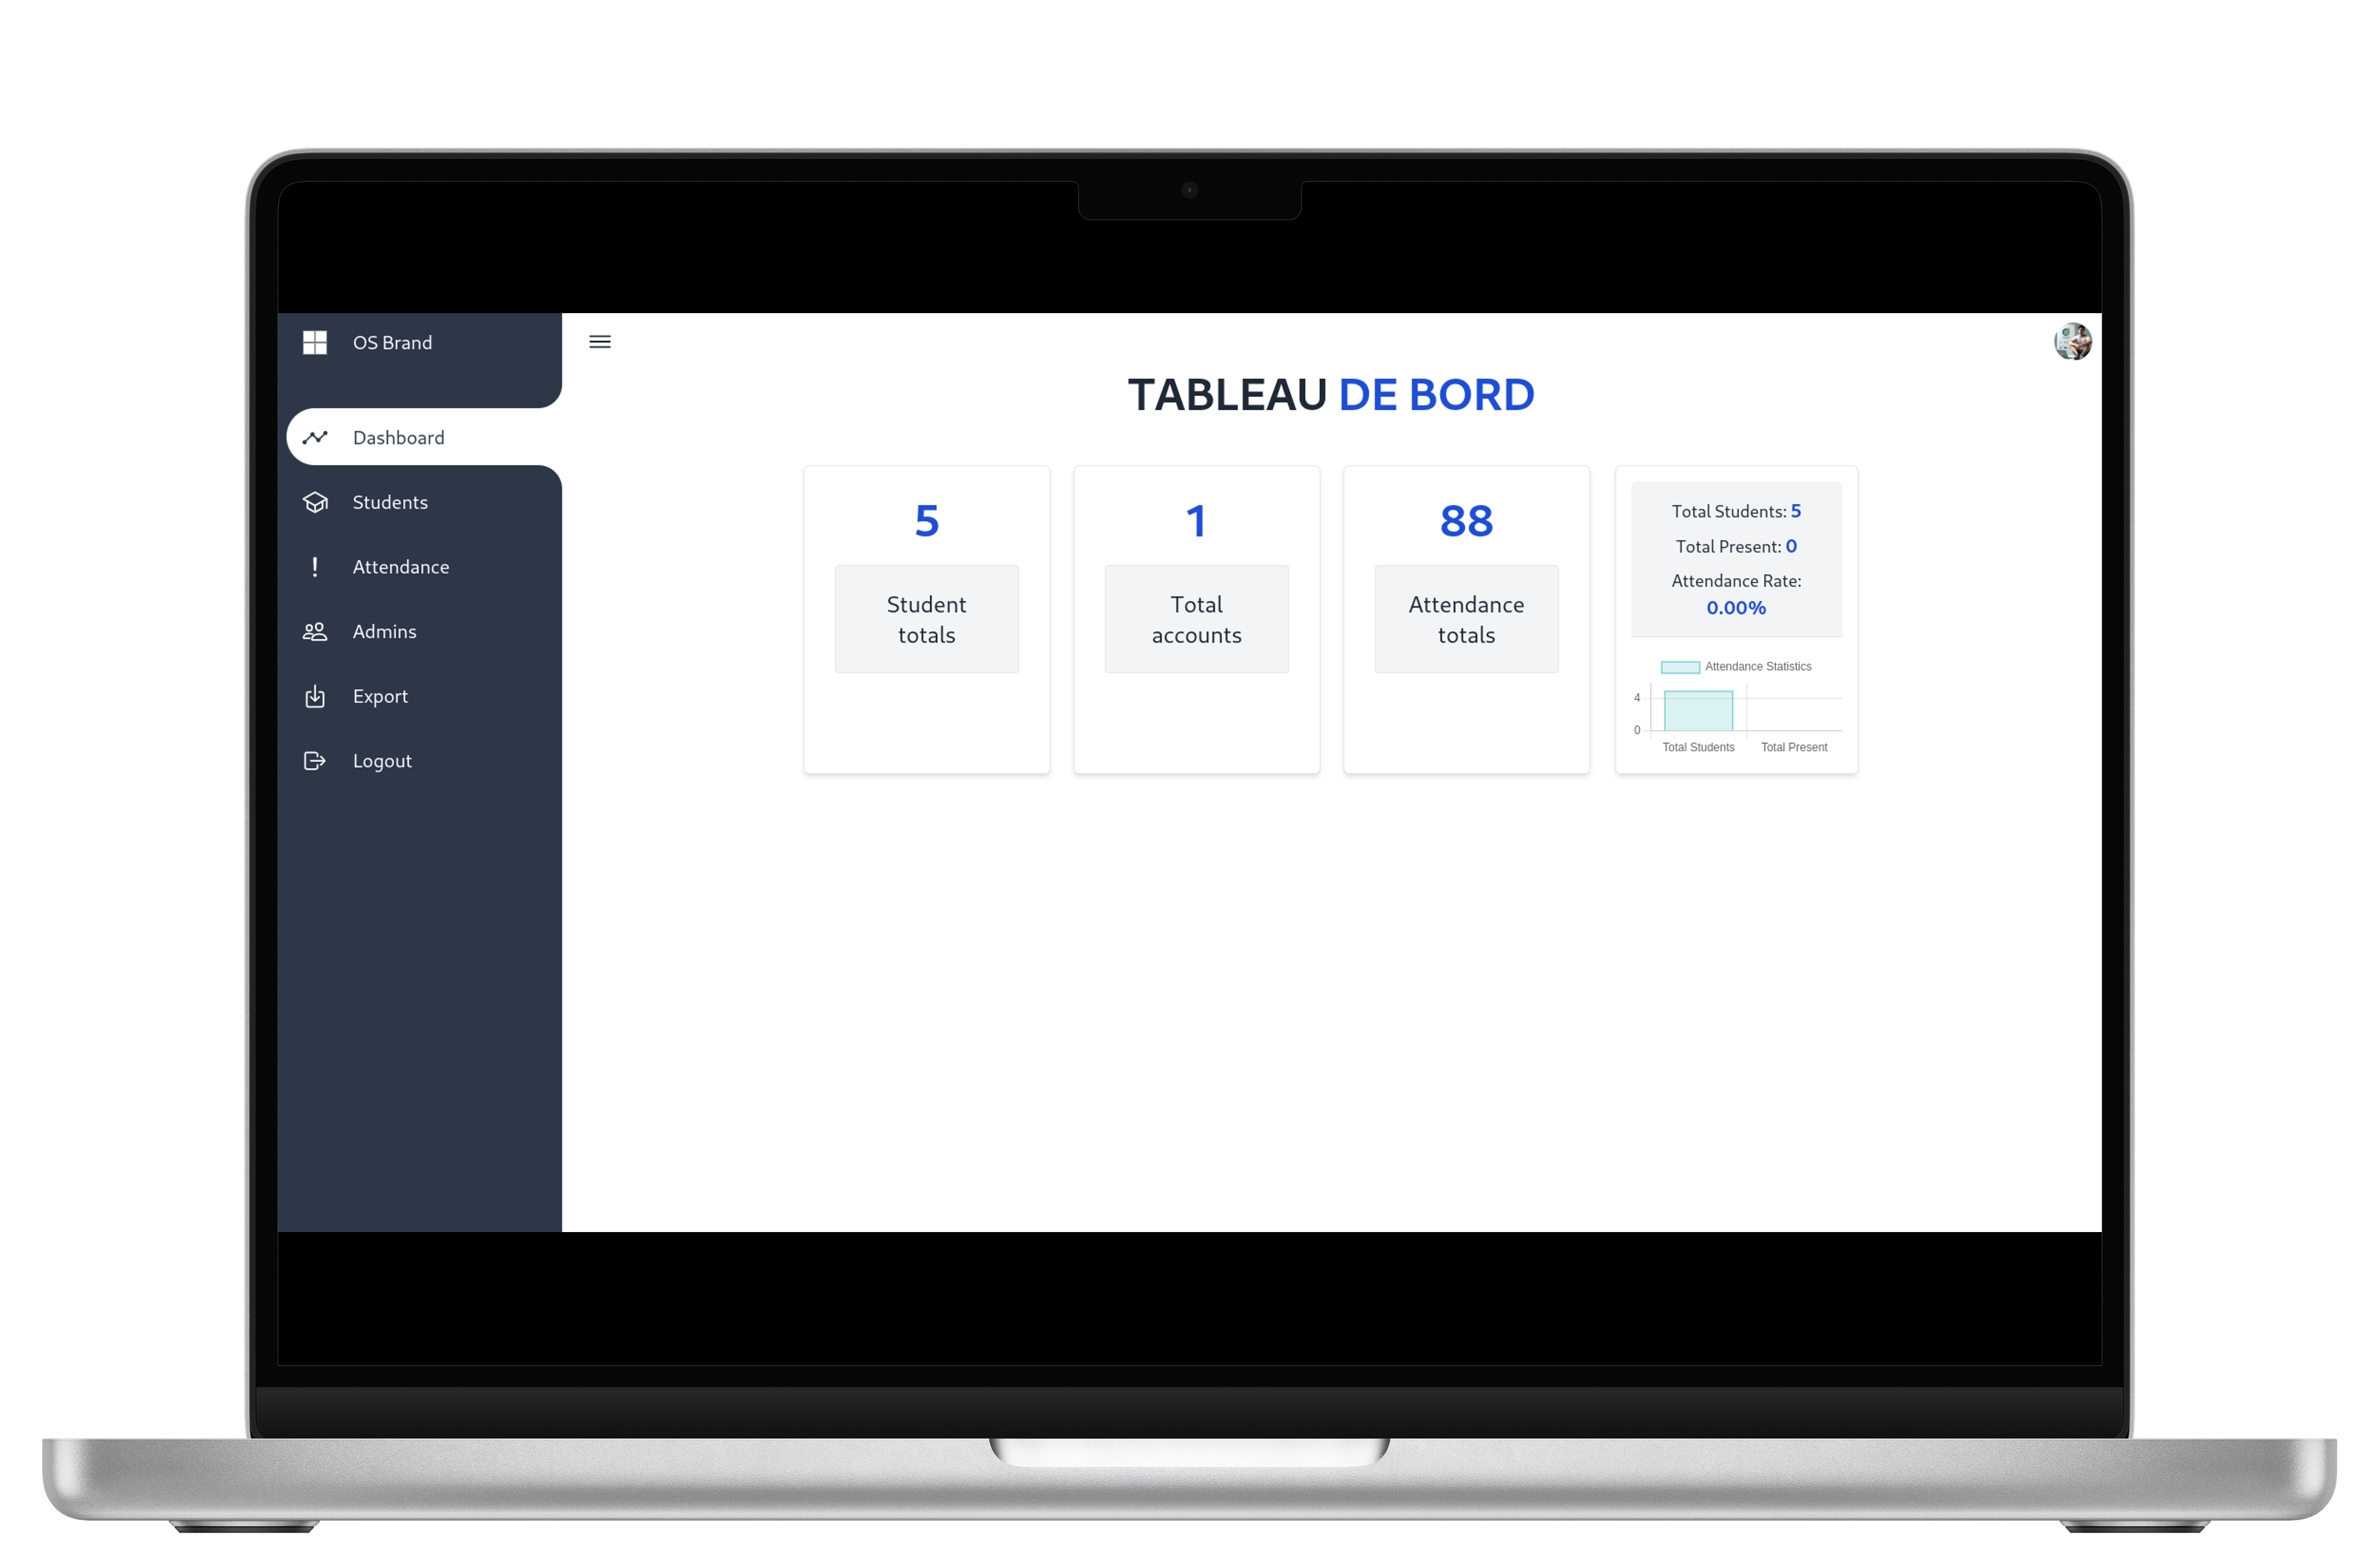 OS Brand
Dashboard
Students
Attendance
Admins
Export
Logout
TABLEAU DE BORD
5
Student
totals
1
Total
accounts
88
Attendance
totals
Total Students: 5
Total Present: 0
Attendance Rate:
0.00%
Attendance Statistics
4
0
Total Students
Total Present